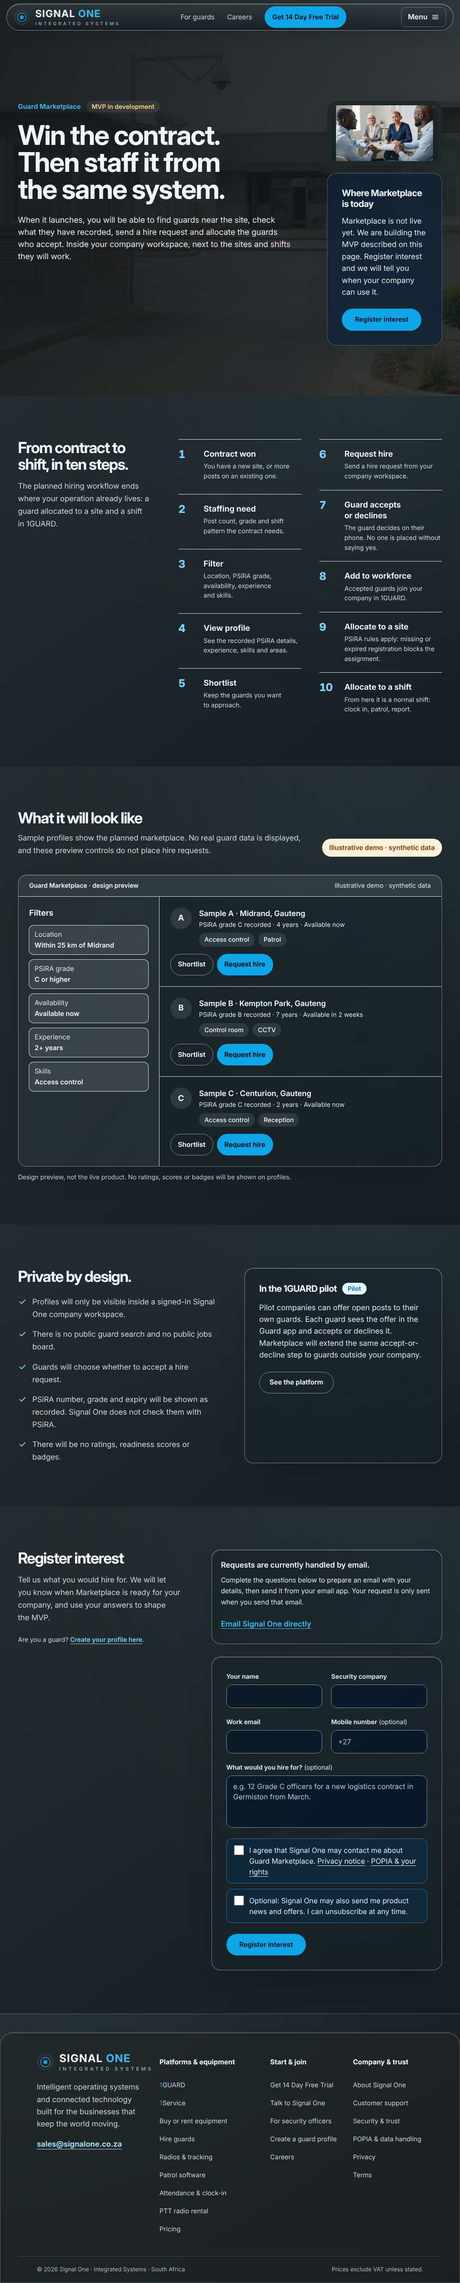 SIGNAL ONE
INTEGRATED SYSTEMS
For guards
Careers
Get 14 Day Free Trial
Menu
Guard Marketplace
MVP in development
Win the contract.
Then staff it from
the same system.
When it launches, you will be able to find guards near the site, check
what they have recorded, send a hire request and allocate the guards
who accept. Inside your company workspace, next to the sites and shifts
they will work.
Where Marketplace
is today
Marketplace is not live
yet. We are building the
MVP described on this
page. Register interest
and we will tell you
when your company
can use it.
Register interest
From contract to
shift, in ten steps.
The planned hiring workflow ends
where your operation already lives: a
guard allocated to a site and a shift
in 1GUARD.
1 Contract won
You have a new site, or more
posts on an existing one.
2 Staffing need
Post count, grade and shift
pattern the contract needs.
3 Filter
Location, PSiRA grade,
availability, experience
and skills.
4 View profile
See the recorded PSiRA details,
experience, skills and areas.
5 Shortlist
Keep the guards you want
to approach.
6 Request hire
Send a hire request from your
company workspace.
7 Guard accepts
or declines
The guard decides on their
phone. No one is placed without
saying yes.
8 Add to workforce
Accepted guards join your
company in 1GUARD.
9 Allocate to a site
PSiRA rules apply: missing or
expired registration blocks the
assignment.
10 Allocate to a shift
From here it is a normal shift:
clock in, patrol, report.
What it will look like
Sample profiles show the planned marketplace. No real guard data is displayed,
and these preview controls do not place hire requests.
Illustrative demo · synthetic data
Guard Marketplace · design preview
Illustrative demo · synthetic data
Filters
Location
Within 25 km of Midrand
PSiRA grade
C or higher
Availability
Available now
Experience
2+ years
Skills
Access control
A
Sample A · Midrand, Gauteng
PSiRA grade C recorded · 4 years · Available now
Access control
Patrol
Shortlist
Request hire
B
Sample B · Kempton Park, Gauteng
PSiRA grade B recorded · 7 years · Available in 2 weeks
Control room
CCTV
Shortlist
Request hire
C
Sample C · Centurion, Gauteng
PSiRA grade C recorded · 2 years · Available now
Access control
Reception
Shortlist
Request hire
Design preview, not the live product. No ratings, scores or badges will be shown on profiles.
Private by design.
Profiles will only be visible inside a signed-in Signal
One company workspace.
There is no public guard search and no public jobs
board.
Guards will choose whether to accept a hire
request.
PSiRA number, grade and expiry will be shown as
recorded. Signal One does not check them with
PSiRA.
There will be no ratings, readiness scores or
badges.
In the 1GUARD pilot
Pilot
Pilot companies can offer open posts to their
own guards. Each guard sees the offer in the
Guard app and accepts or declines it.
Marketplace will extend the same accept-or-
decline step to guards outside your company.
See the platform
Register interest
Tell us what you would hire for. We will let
you know when Marketplace is ready for your
company, and use your answers to shape
the MVP.
Are you a guard? Create your profile here.
Requests are currently handled by email.
Complete the questions below to prepare an email with your
details, then send it from your email app. Your request is only sent
when you send that email.
Email Signal One directly
Your name
Security company
Work email
Mobile number (optional)
+27
What would you hire for? (optional)
e.g. 12 Grade C officers for a new logistics contract in
Germiston from March.
I agree that Signal One may contact me about
Guard Marketplace. Privacy notice · POPIA & your
rights
Optional: Signal One may also send me product
news and offers. I can unsubscribe at any time.
Register interest
SIGNAL ONE
INTEGRATED SYSTEMS
Intelligent operating systems
and connected technology
built for the businesses that
keep the world moving.
sales@signalone.co.za
Platforms & equipment
1GUARD
1Service
Buy or rent equipment
Hire guards
Radios & tracking
Patrol software
Attendance & clock-in
PTT radio rental
Pricing
Start & join
Get 14 Day Free Trial
Talk to Signal One
For security officers
Create a guard profile
Careers
Company & trust
About Signal One
Customer support
Security & trust
POPIA & data handling
Privacy
Terms
© 2026 Signal One · Integrated Systems · South Africa
Prices exclude VAT unless stated.